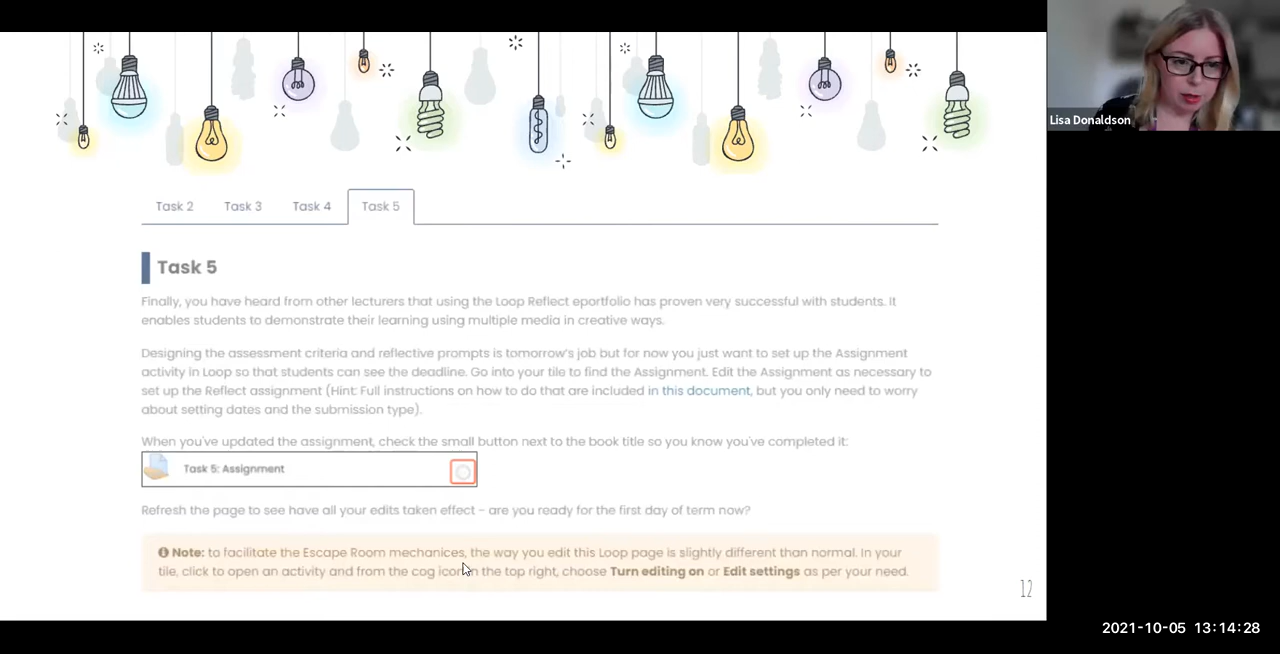 Lisa Donaldson
Task 2
Task 3
Task 4
Task 5
Task 5
Finally, you have heard from other lecturers that using the Loop Reflect eportfolio has proven very successful with students. It
enables students to demonstrate their learning using multiple media in creative ways.
Designing the assessment criteria and reflective prompts is tomorrow's job but for now you just want to set up the Assignment
activity in Loop so that students can see the deadline. Go into your tile to find the Assignment. Edit the Assignment as necessary to
set up the Reflect assignment (Hint: Full instructions on how to do that are included in this document, but you only need to worry
about setting dates and the submission type).
When you've updated the assignment, check the small button next to the book title so you know you've completed it:
Task 5: Assignment
Refresh the page to see have all your edits taken effect - are you ready for the first day of term now?
Note: to facilitate the Escape Room mechanices, the way you edit this Loop page is slightly different than normal. In your
tile, click to open an activity and from the cog icon in the top right, choose Turn editing on or Edit settings as per your need.
12
2021-10-05 13:14:28